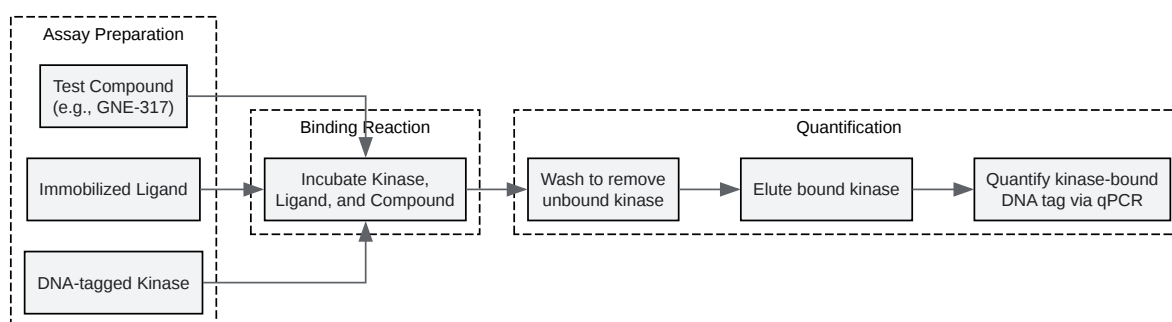 Assay Preparation
Test Compound
(e.g., GNE-317)
Immobilized Ligand
DNA-tagged Kinase
Binding Reaction
Incubate Kinase,
Ligand, and Compound
Quantification
Wash to remove
unbound kinase
Elute bound kinase
Quantify kinase-bound
DNA tag via qPCR